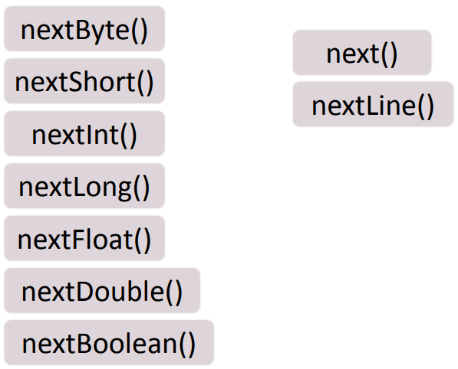 nextByte()
nextShort()
nextInt()
nextLong()
nextFloat()
nextDouble()
nextBoolean()
next()
nextLine()